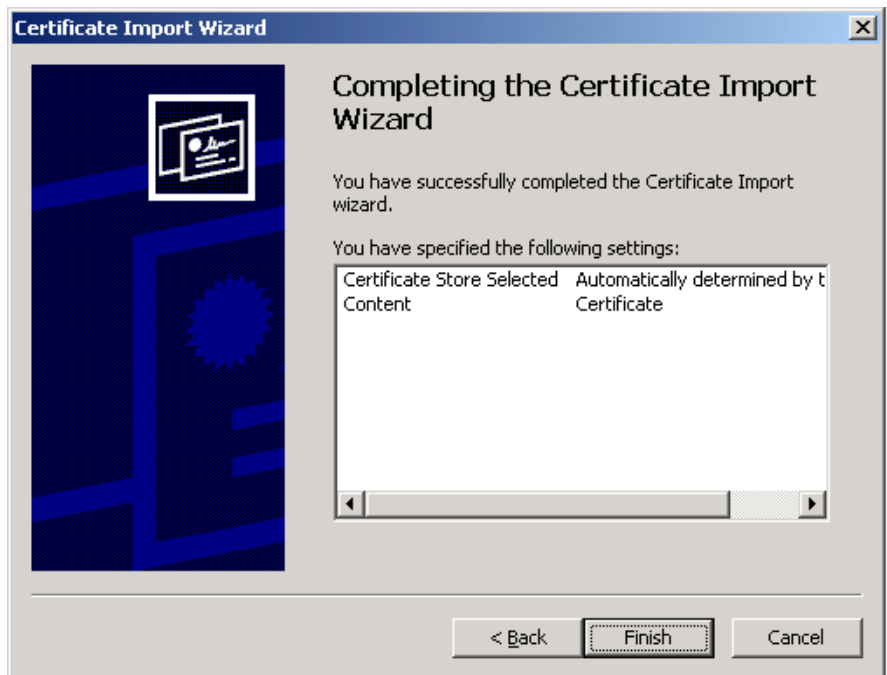 Certificate Import Wizard
Completing the Certificate Import
Wizard
You have successfully completed the Certificate Import
wizard.
You have specified the following settings:
Certificate Store Selected Automatically determined by t
Content Certificate
< Back Finish Cancel